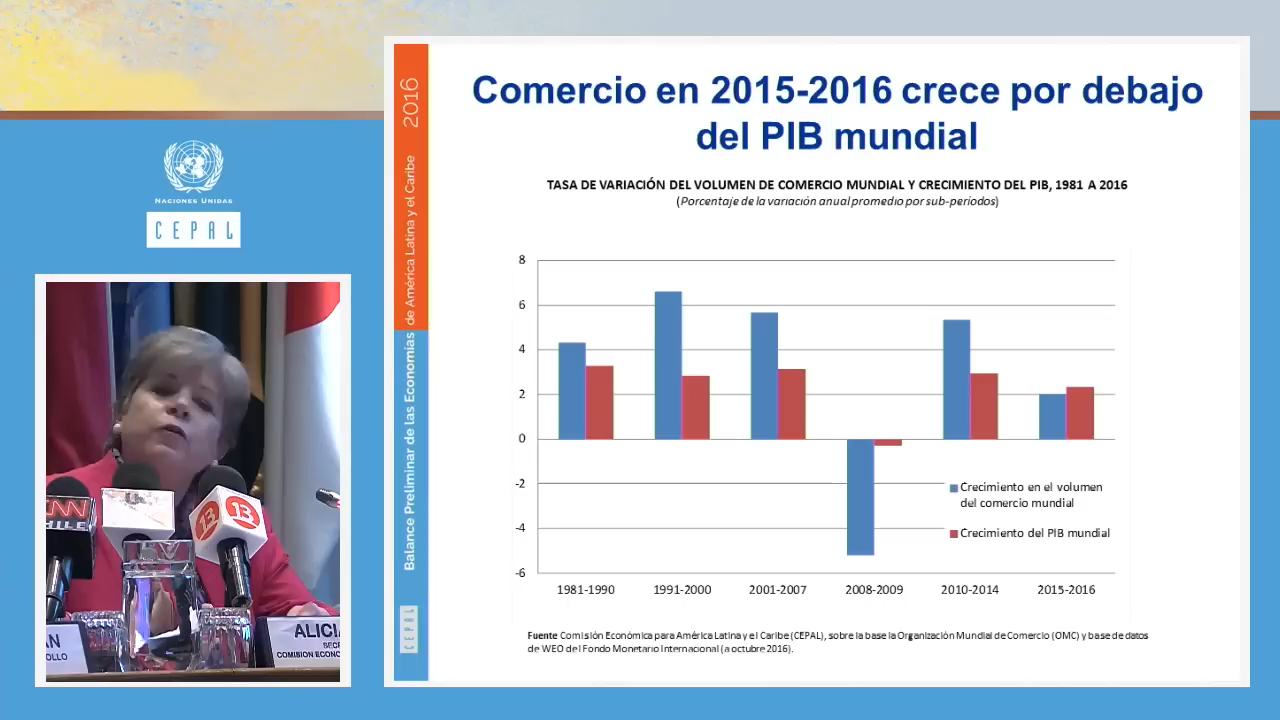 NACIONES UNIDAS
CEPAL
CNN
CHILE
13
13
AN
OLLO
ALICIA
SECR
COMISIÓN ECONÓ
2016
Balance Preliminar de las Economías de América Latina y el Caribe
CEPAL
Comercio en 2015-2016 crece por debajo
del PIB mundial
TASA DE VARIACIÓN DEL VOLUMEN DE COMERCIO MUNDIAL Y CRECIMIENTO DEL PIB, 1981 A 2016
(Porcentaje de la variación anual promedio por sub-periodos)
8
6
4
2
0
-2
-4
-6
1981-1990 1991-2000 2001-2007 2008-2009 2010-2014 2015-2016
Crecimiento en el volumen
del comercio mundial
Crecimiento del PIB mundial
Fuente Comisión Económica para América Latina y el Caribe (CEPAL), sobre la base la Organización Mundial de Comercio (OMC) y base de datos
de WEO del Fondo Monetario Internacional (a octubre 2016).